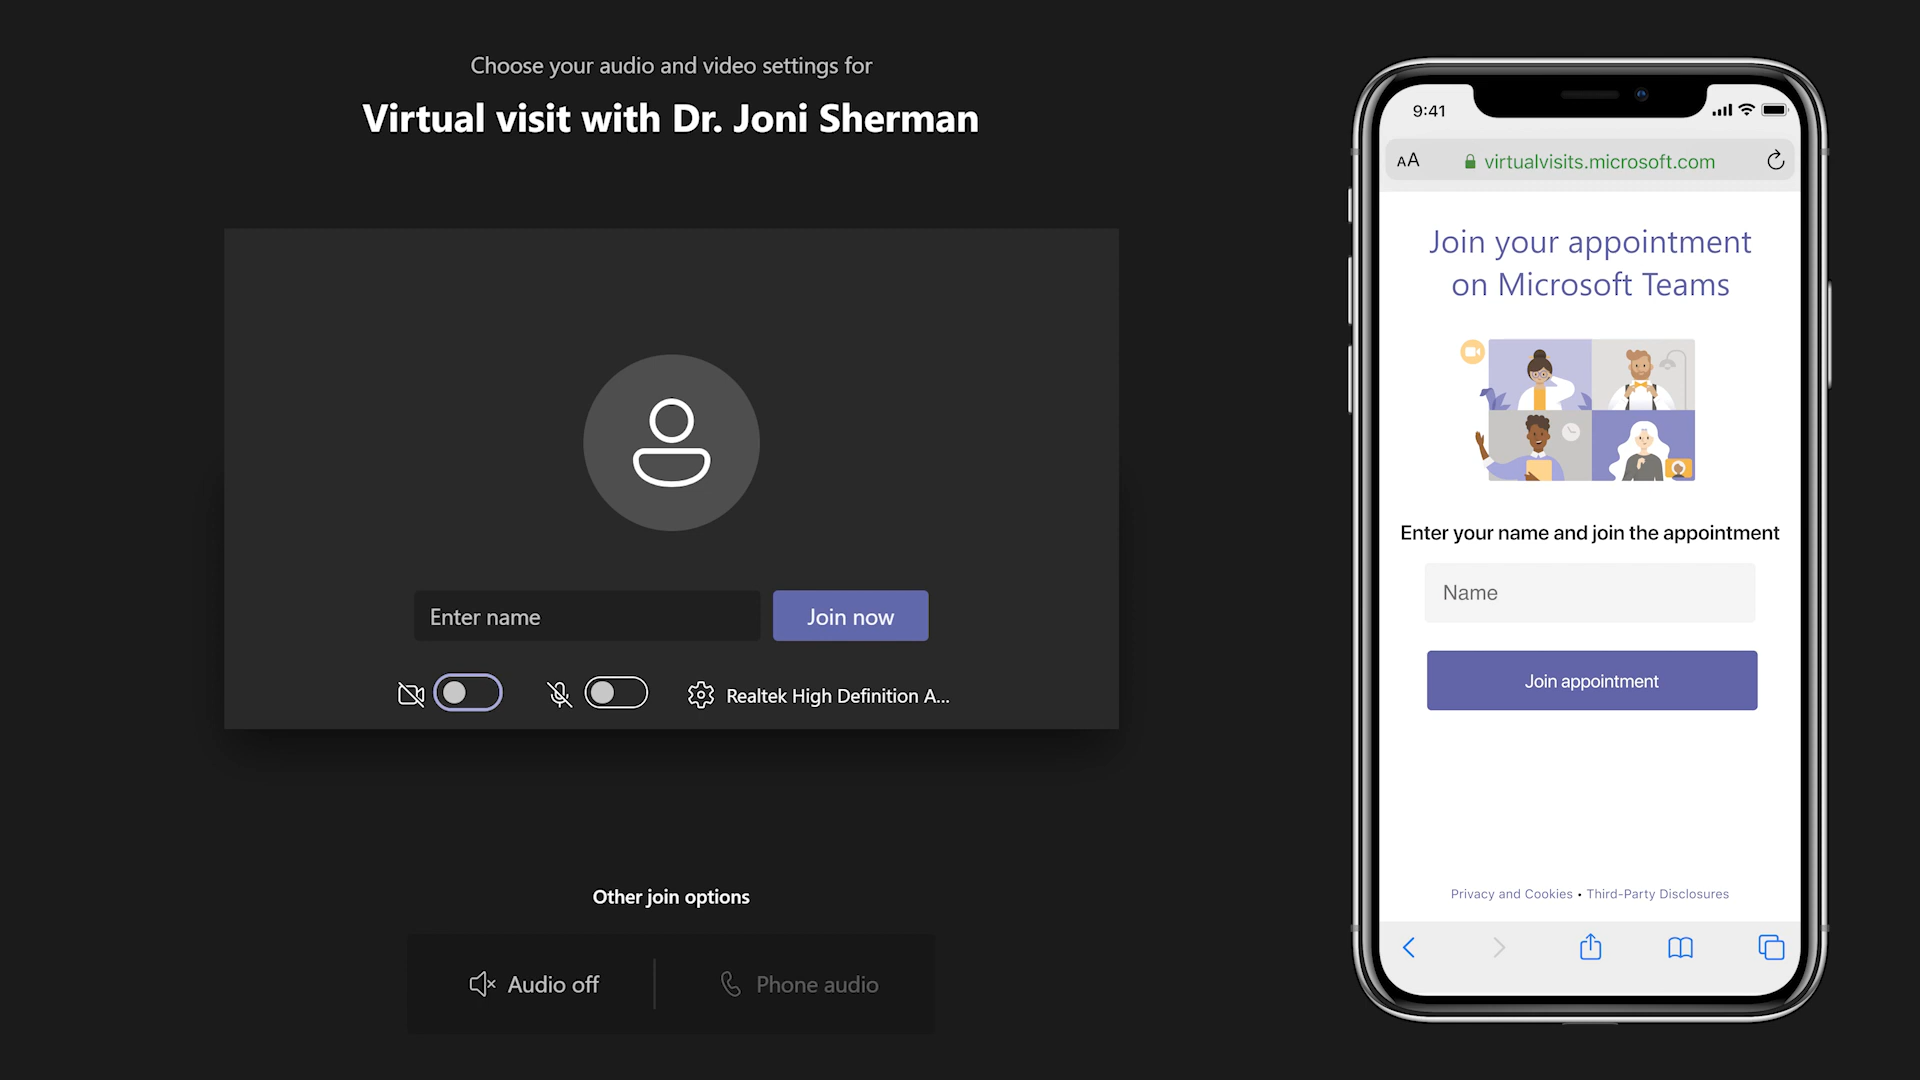 Choose your audio and video settings for
Virtual visit with Dr. Joni Sherman
Enter name
Join now
Realtek High Definition A...
Other join options
Audio off
Phone audio
9:41
AA
virtualvisits.microsoft.com
Join your appointment
on Microsoft Teams
Enter your name and join the appointment
Name
Join appointment
Privacy and Cookies • Third-Party Disclosures